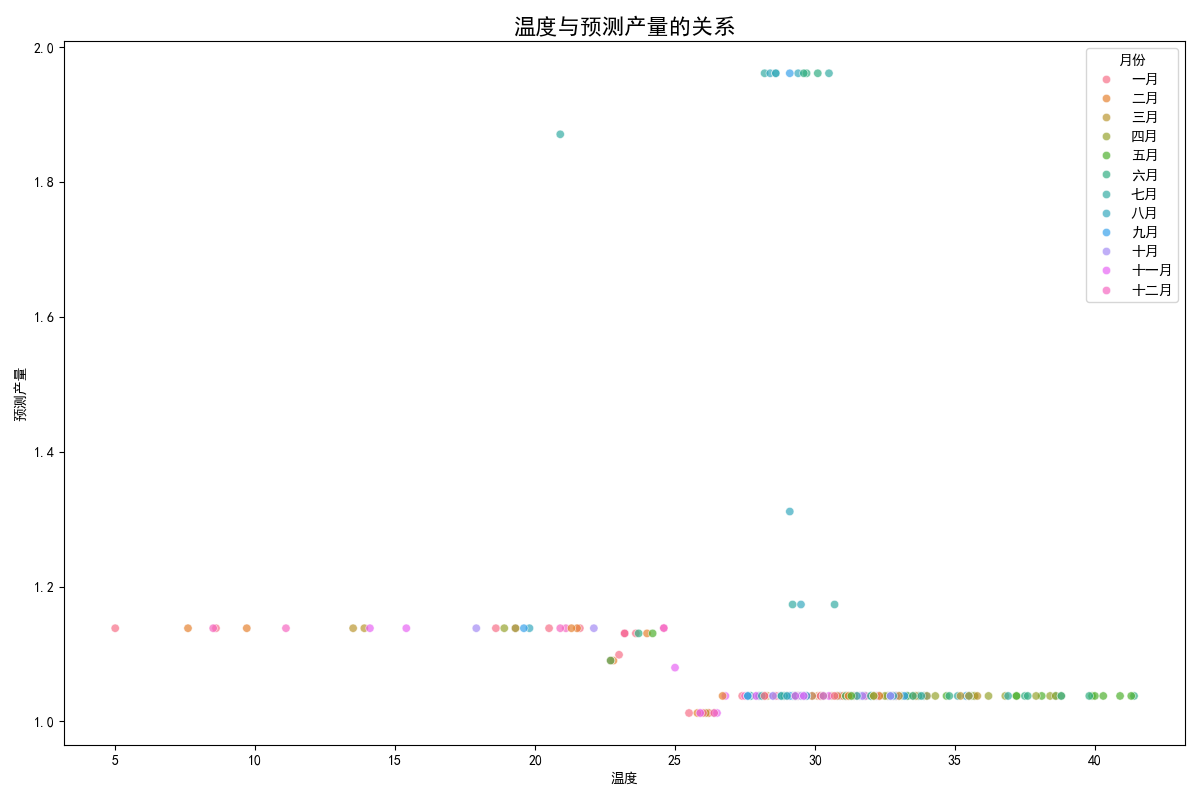 温度与预测产量的关系
2.0
1.8
1.6
1.4
1.2
1.0
预测产量
5
10
15
20
25
30
35
40
温度
月份
一月
二月
三月
四月
五月
六月
七月
八月
九月
十月
十一月
十二月